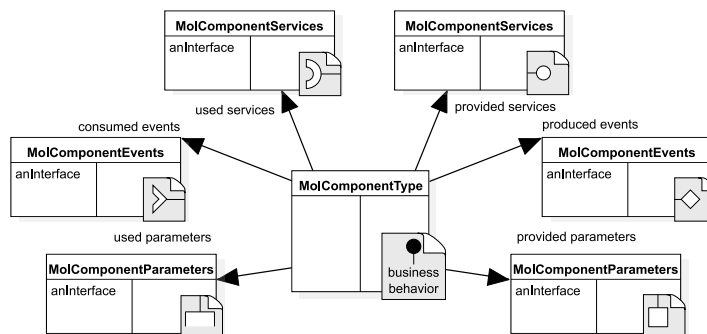 MolComponentServices
anInterface
MolComponentServices
anInterface
used services
provided services
consumed events
produced events
MolComponentEvents
anInterface
MolComponentType
MolComponentEvents
anInterface
used parameters
provided parameters
business
behavior
MolComponentParameters
anInterface
MolComponentParameters
anInterface